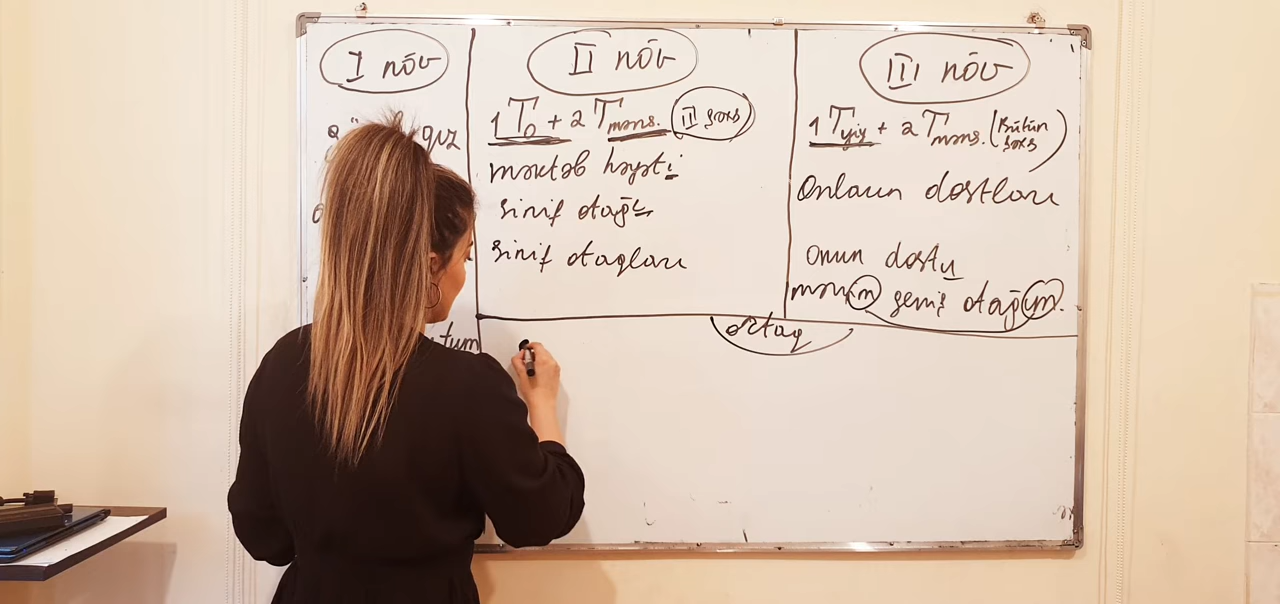 I növ
II növ
1 Tₒ + 2 Tməns. (II şəxs)
məktəb həyəti
sinif otağı
sinif otaqları
III növ
1 Tyiy + 2 Tməns. (Bütün şəxs)
Onların dostları
Onun dostu
mənim geniş otağım.
ortaq